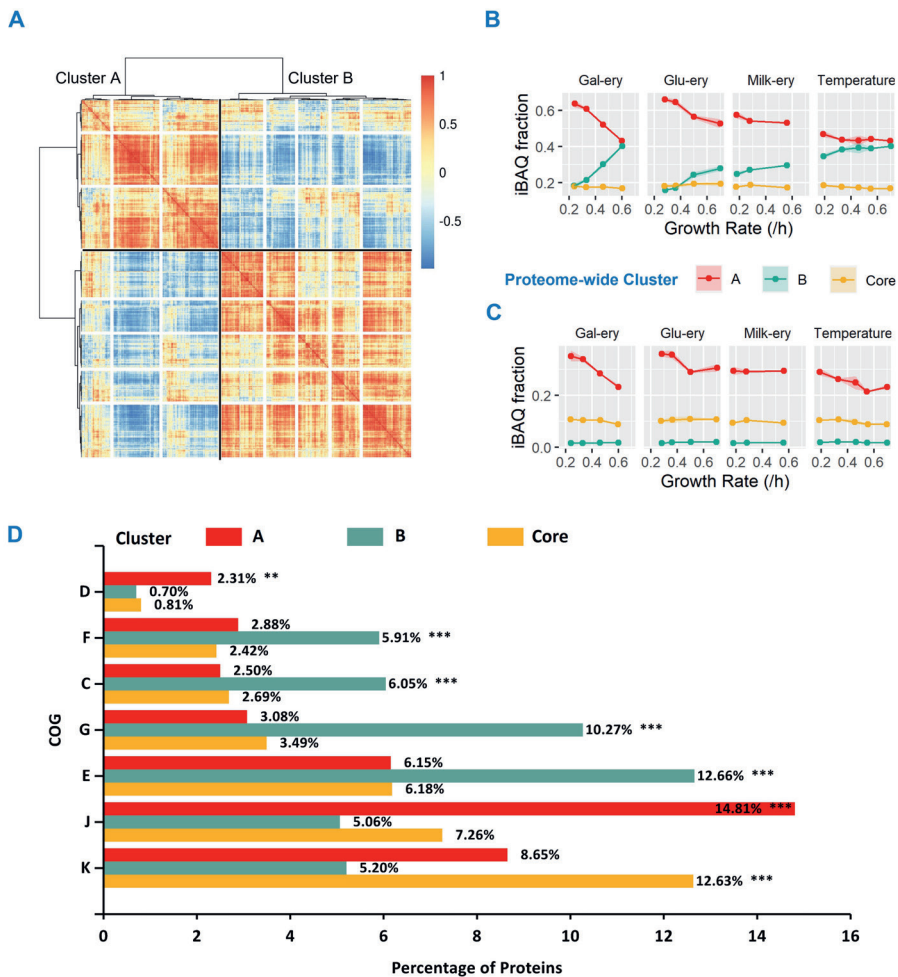 A
Cluster A
Cluster B
1
0.5
0
-0.5
B
Gal-ery
Glu-ery
Milk-ery
Temperature
iBAQ fraction
0.6
0.4
0.2
0.2 0.4 0.6
0.2 0.4 0.6
0.2 0.4 0.6
0.2 0.4 0.6
Growth Rate (/h)
Proteome-wide Cluster
A
B
Core
C
Gal-ery
Glu-ery
Milk-ery
Temperature
iBAQ fraction
0.2
0.0
0.2 0.4 0.6
0.2 0.4 0.6
0.2 0.4 0.6
0.2 0.4 0.6
Growth Rate (/h)
D
Cluster
A
B
Core
COG
D
2.31% **
0.70%
0.81%
F
2.88%
5.91% ***
2.42%
C
2.50%
6.05% ***
2.69%
G
3.08%
10.27% ***
3.49%
E
6.15%
12.66% ***
6.18%
J
14.81% ***
5.06%
7.26%
K
8.65%
5.20%
12.63% ***
0 2 4 6 8 10 12 14 16
Percentage of Proteins